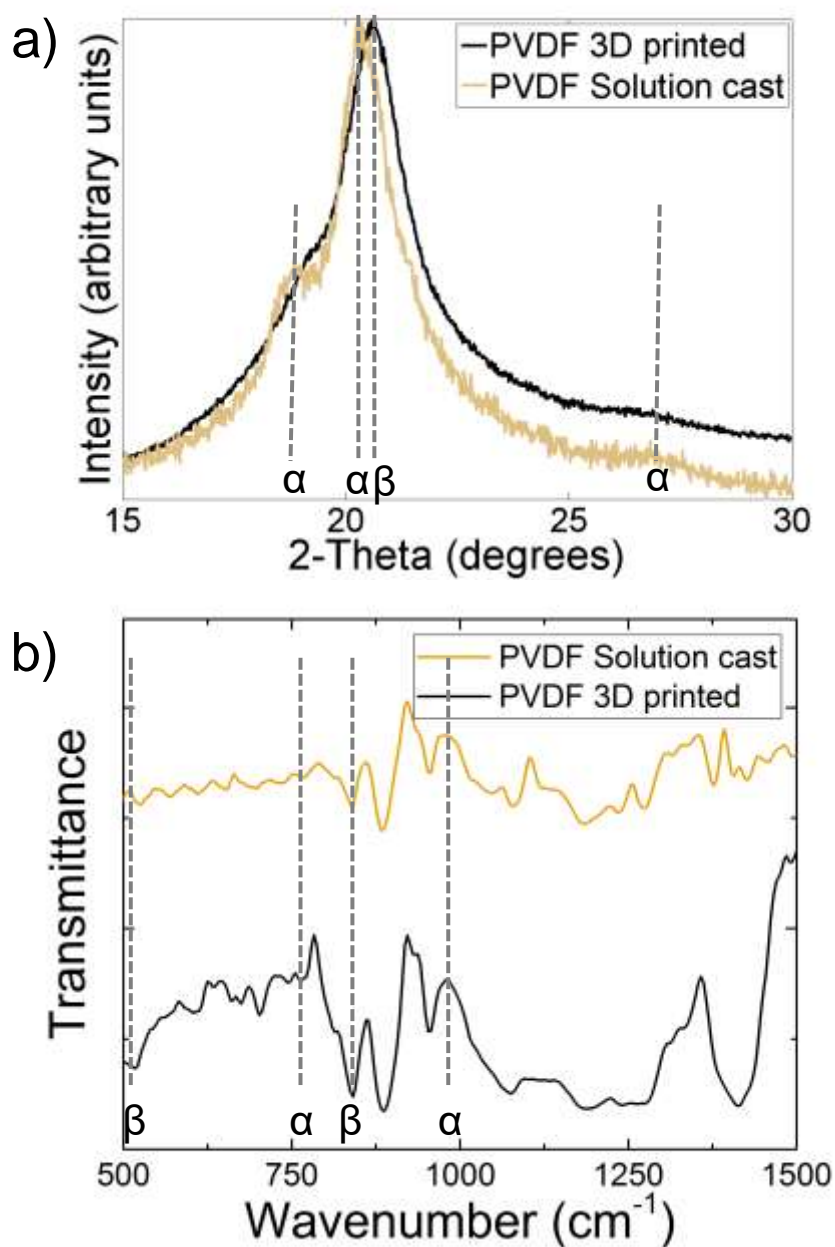 a)
PVDF 3D printed
PVDF Solution cast
Intensity (arbitrary units)
α
α
β
α
15
20
25
30
2-Theta (degrees)
b)
PVDF Solution cast
PVDF 3D printed
Transmittance
β
α
β
α
500
750
1000
1250
1500
Wavenumber (cm⁻¹)